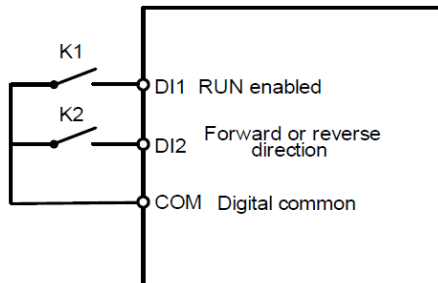 K1
DI1 RUN enabled
K2
DI2 Forward or reverse
direction
COM Digital common